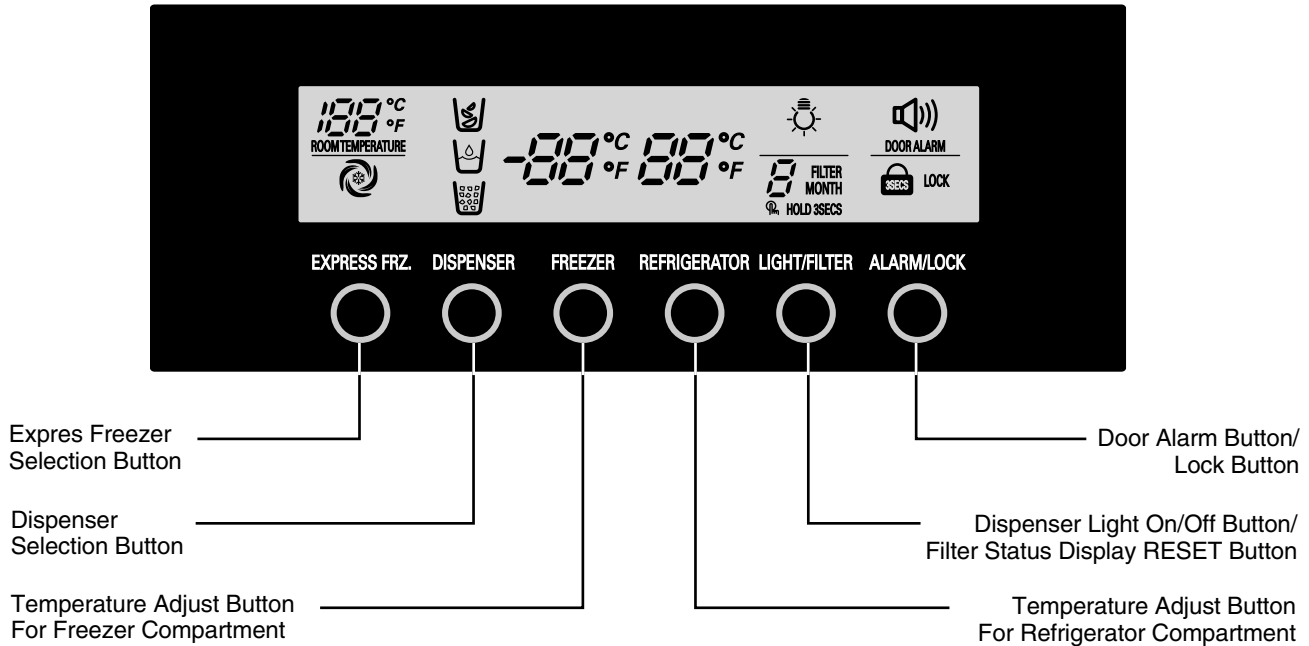 188 °C
°F
ROOM TEMPERATURE
-88 °C
°F
88 °C
°F
8 FILTER
MONTH
HOLD 3SECS
DOOR ALARM
3SECS LOCK
EXPRESS FRZ. DISPENSER FREEZER REFRIGERATOR LIGHT/FILTER ALARM/LOCK
Expres Freezer
Selection Button
Dispenser
Selection Button
Temperature Adjust Button
For Freezer Compartment
Door Alarm Button/
Lock Button
Dispenser Light On/Off Button/
Filter Status Display RESET Button
Temperature Adjust Button
For Refrigerator Compartment